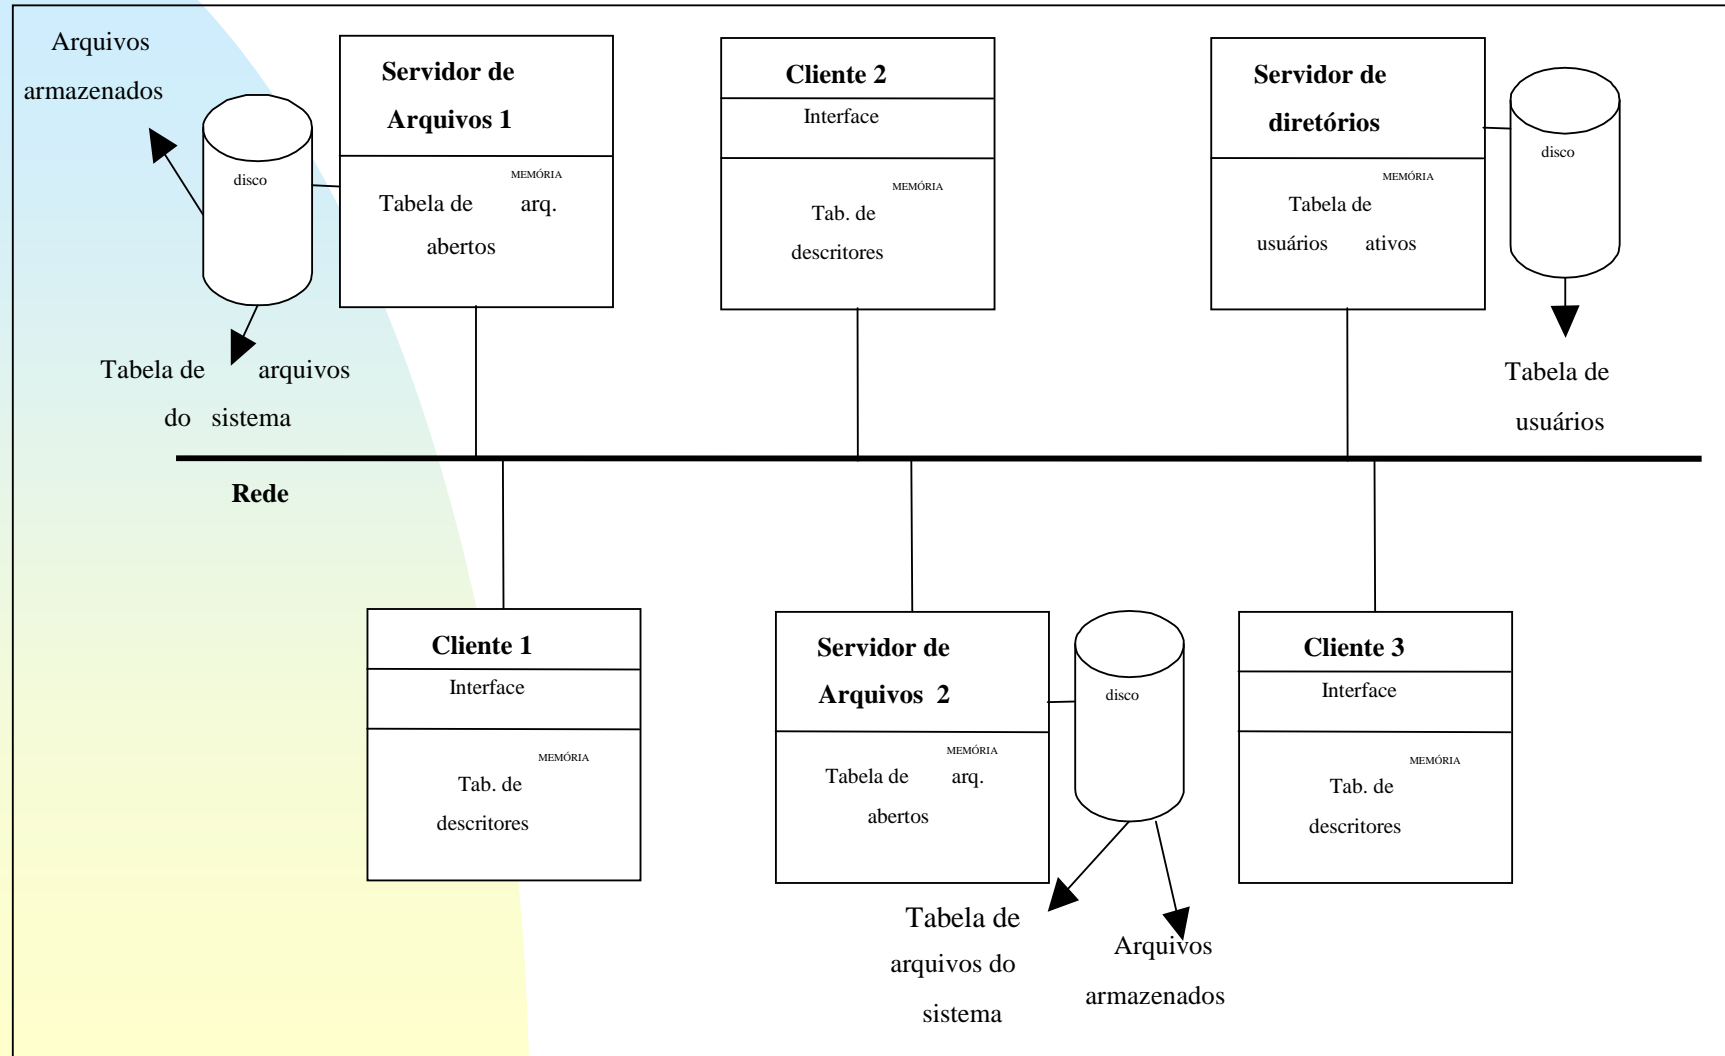 Arquivos
armazenados
disco
Servidor de
Arquivos 1
MEMÓRIA
Tabela de arq.
abertos
Tabela de arquivos
do sistema
Cliente 2
Interface
MEMÓRIA
Tab. de
descritores
Servidor de
diretórios
MEMÓRIA
Tabela de
usuários ativos
disco
Tabela de
usuários
Rede
Cliente 1
Interface
MEMÓRIA
Tab. de
descritores
Servidor de
Arquivos 2
MEMÓRIA
Tabela de arq.
abertos
disco
Tabela de
arquivos do
sistema
Arquivos
armazenados
Cliente 3
Interface
MEMÓRIA
Tab. de
descritores